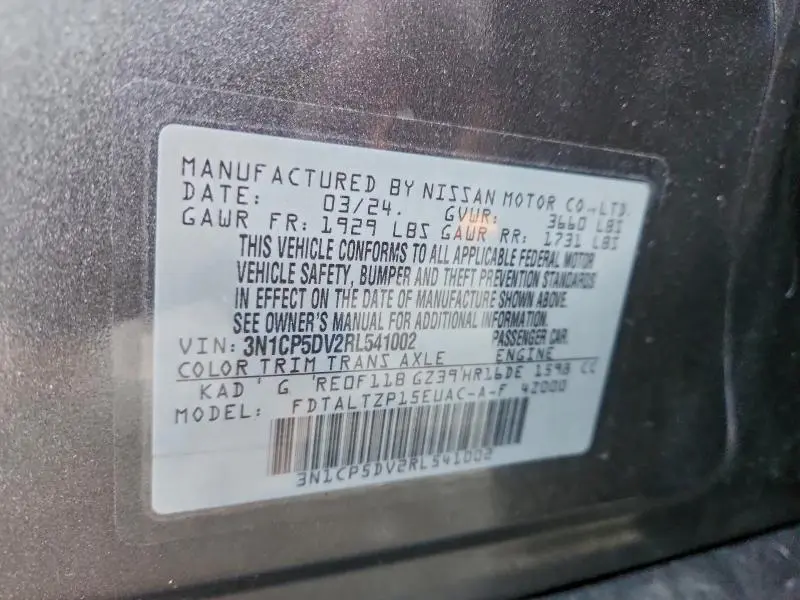 MANUFACTURED BY NISSAN MOTOR CO.,LTD.
DATE: 03/24. GVWR: 3660 LBS
GAWR FR: 1929 LBS GAWR RR: 1731 LBS
THIS VEHICLE CONFORMS TO ALL APPLICABLE FEDERAL MOTOR
VEHICLE SAFETY, BUMPER AND THEFT PREVENTION STANDARDS
IN EFFECT ON THE DATE OF MANUFACTURE SHOWN ABOVE.
SEE OWNER'S MANUAL FOR ADDITIONAL INFORMATION.
VIN: 3N1CP5DV2RL541002 PASSENGER CAR.
COLOR TRIM TRANS AXLE ENGINE
KAD G RE0F11B GZ39 HR16DE 1598 CC
MODEL: FDTALTZP15EUAC-A-F 42000
3N1CP5DV2RL541002